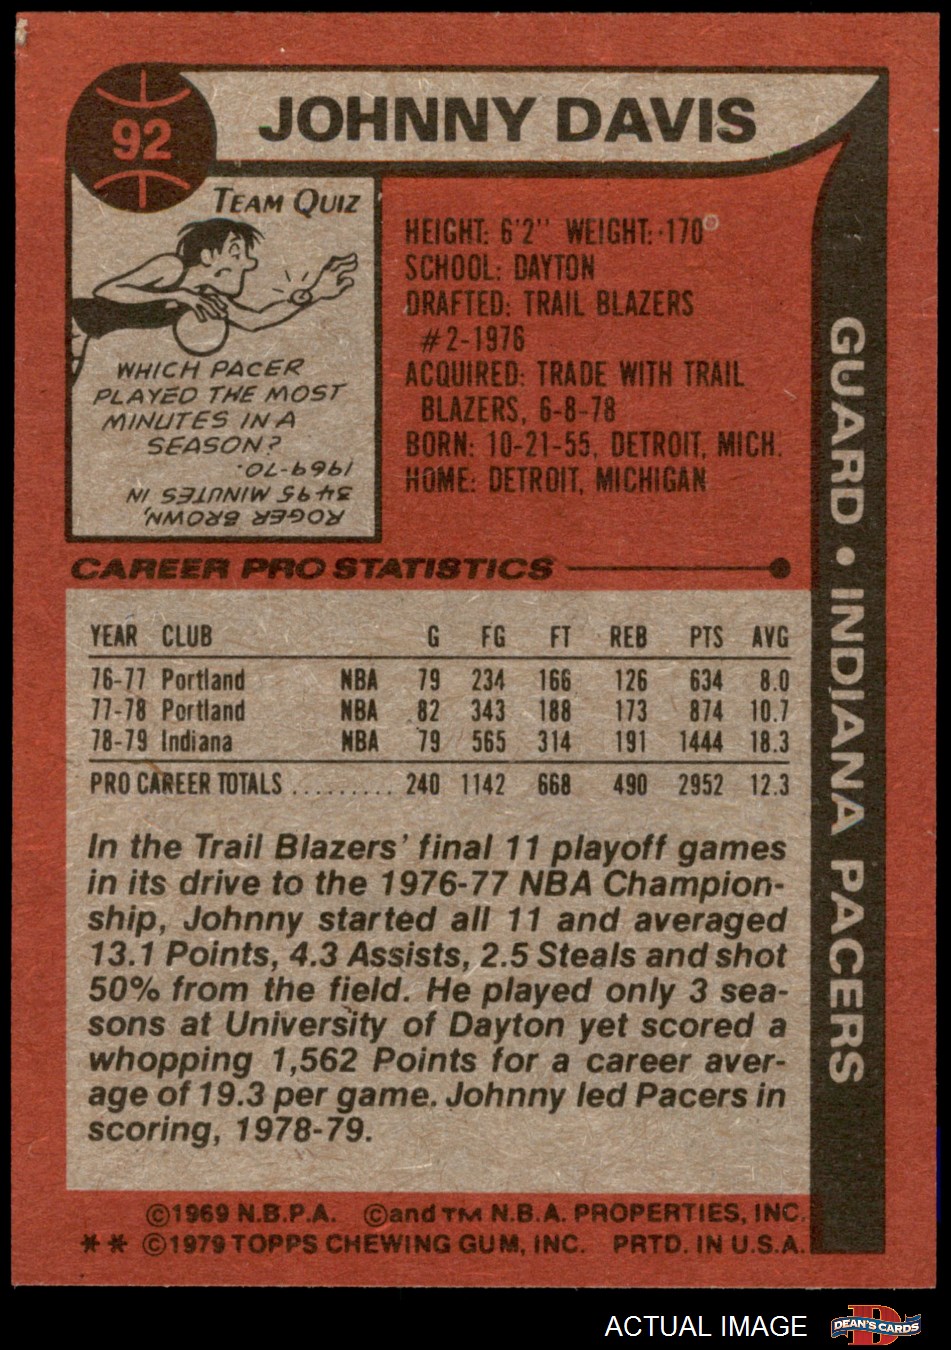 92
JOHNNY DAVIS
TEAM QUIZ
WHICH PACER
PLAYED THE MOST
MINUTES IN A
SEASON?
ROGER BROWN,
3495 MINUTES IN
1969-70.
HEIGHT: 6'2" WEIGHT: 170
SCHOOL: DAYTON
DRAFTED: TRAIL BLAZERS
#2-1976
ACQUIRED: TRADE WITH TRAIL
BLAZERS, 6-8-78
BORN: 10-21-55, DETROIT, MICH.
HOME: DETROIT, MICHIGAN
GUARD • INDIANA PACERS
CAREER PRO STATISTICS
YEAR CLUB G FG FT REB PTS AVG
76-77 Portland NBA 79 234 166 126 634 8.0
77-78 Portland NBA 82 343 188 173 874 10.7
78-79 Indiana NBA 79 565 314 191 1444 18.3
PRO CAREER TOTALS ......... 240 1142 668 490 2952 12.3
In the Trail Blazers' final 11 playoff games
in its drive to the 1976-77 NBA Champion-
ship, Johnny started all 11 and averaged
13.1 Points, 4.3 Assists, 2.5 Steals and shot
50% from the field. He played only 3 sea-
sons at University of Dayton yet scored a
whopping 1,562 Points for a career aver-
age of 19.3 per game. Johnny led Pacers in
scoring, 1978-79.
©1969 N.B.P.A. ©and TM N.B.A. PROPERTIES, INC.
** ©1979 TOPPS CHEWING GUM, INC. PRTD. IN U.S.A.
ACTUAL IMAGE
D
DEAN'S CARDS